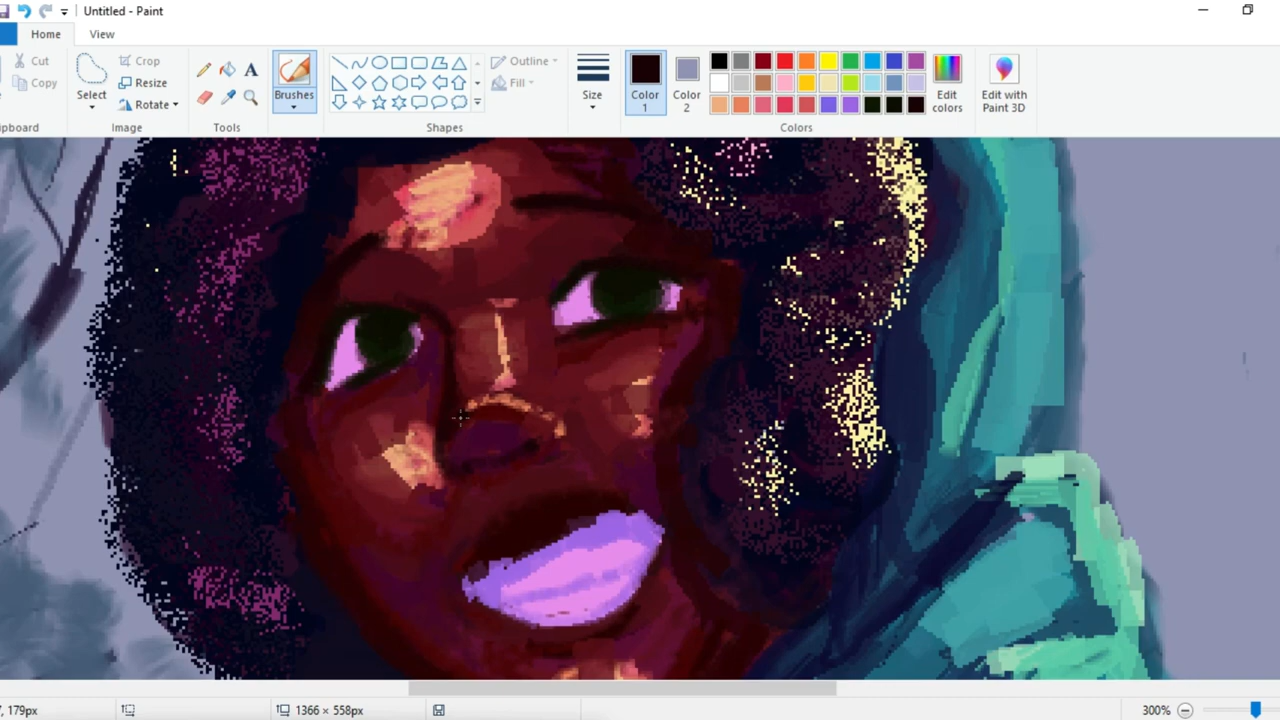 Untitled - Paint
Home View
Cut
Copy
Select
Crop
Resize
Rotate
A
Brushes
Outline
Fill
Size
Color
1
Color
2
Edit
colors
Edit with
Paint 3D
Image
Tools
Shapes
Colors
179px
1366 × 558px
300%